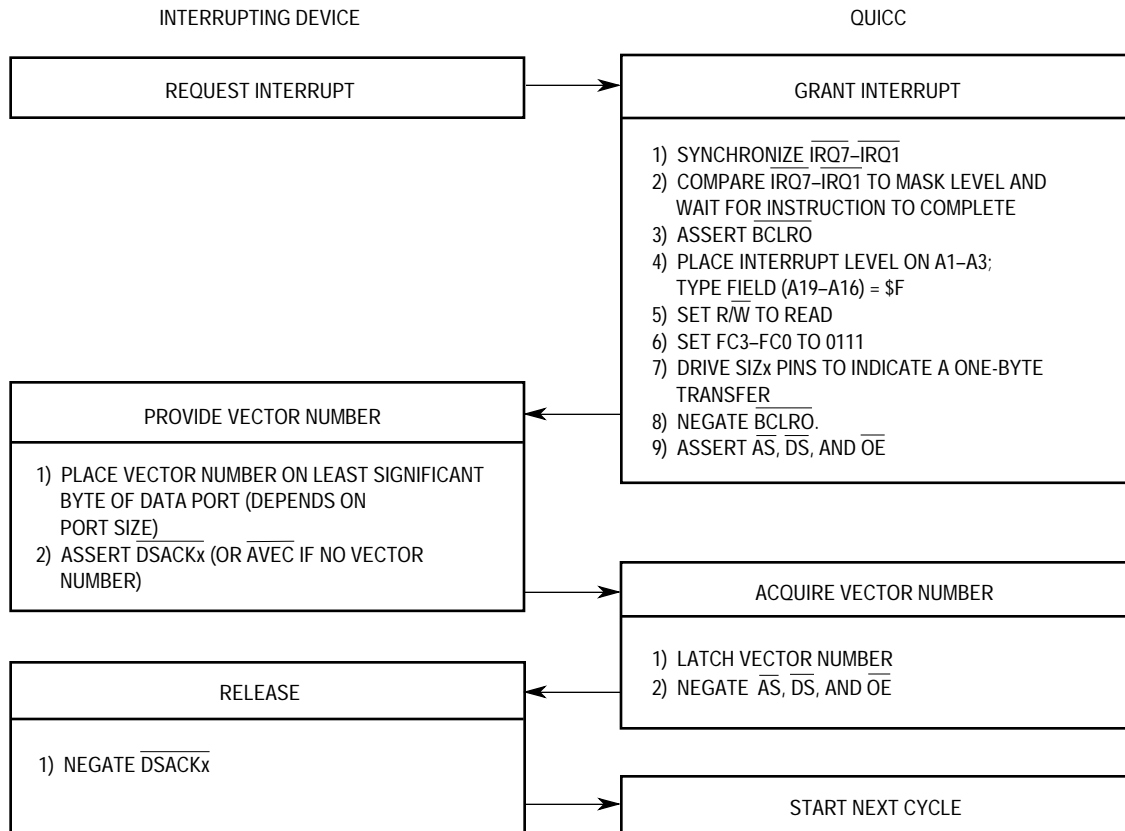 INTERRUPTING DEVICE
QUICC
REQUEST INTERRUPT
GRANT INTERRUPT
1) SYNCHRONIZE IRQ7–IRQ1
2) COMPARE IRQ7–IRQ1 TO MASK LEVEL AND
WAIT FOR INSTRUCTION TO COMPLETE
3) ASSERT BCLRO
4) PLACE INTERRUPT LEVEL ON A1–A3;
TYPE FIELD (A19–A16) = $F
5) SET R/W TO READ
6) SET FC3–FC0 TO 0111
7) DRIVE SIZx PINS TO INDICATE A ONE-BYTE
TRANSFER
8) NEGATE BCLRO.
9) ASSERT AS, DS, AND OE
PROVIDE VECTOR NUMBER
1) PLACE VECTOR NUMBER ON LEAST SIGNIFICANT
BYTE OF DATA PORT (DEPENDS ON
PORT SIZE)
2) ASSERT DSACKx (OR AVEC IF NO VECTOR
NUMBER)
ACQUIRE VECTOR NUMBER
1) LATCH VECTOR NUMBER
2) NEGATE AS, DS, AND OE
RELEASE
1) NEGATE DSACKx
START NEXT CYCLE